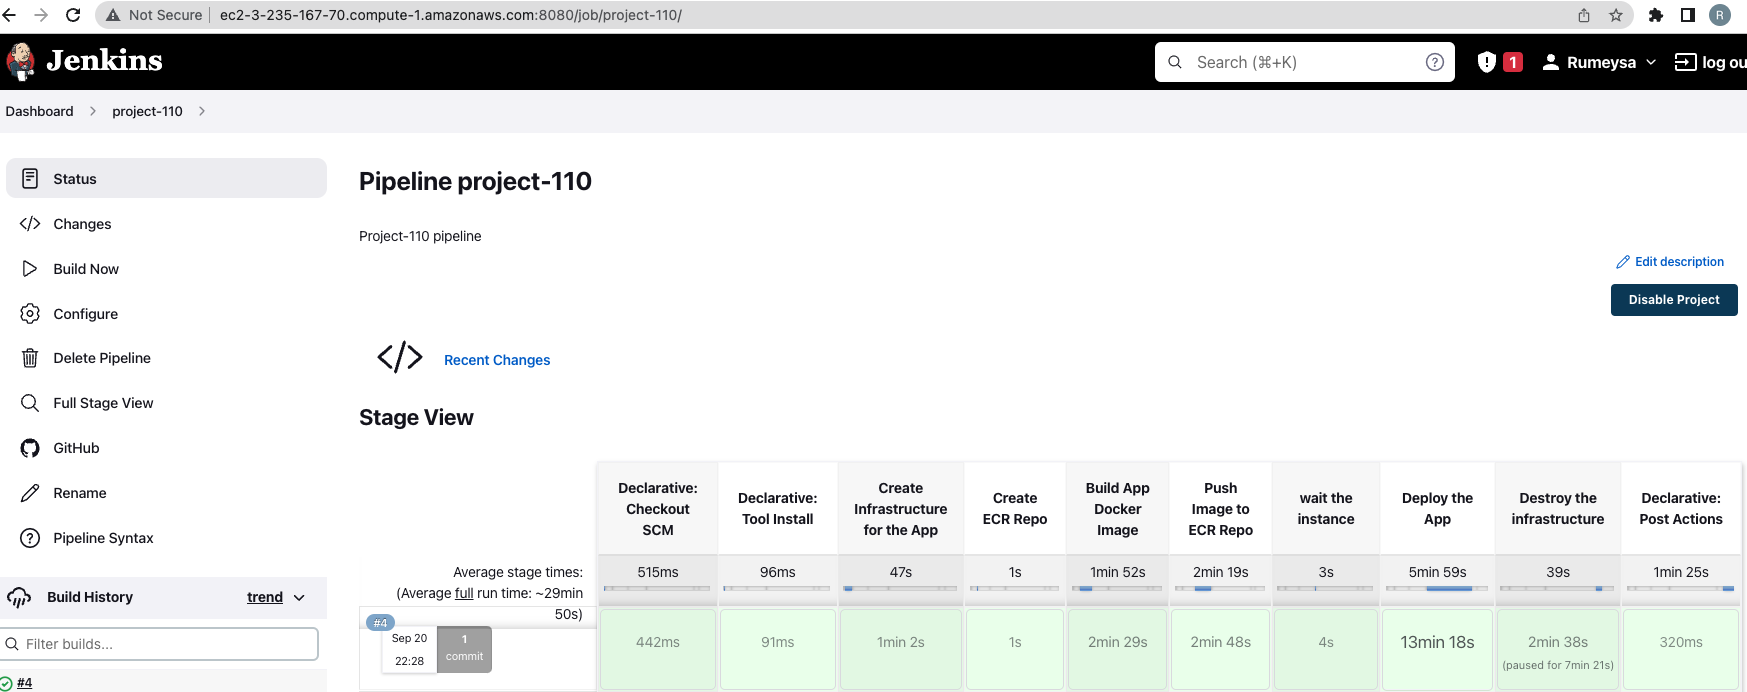 Not Secure ec2-3-235-167-70.compute-1.amazonaws.com:8080/job/project-110/
R
Jenkins
Search (⌘+K)
?
1
Rumeysa
log ou
Dashboard
project-110
Status
Changes
Build Now
Configure
Delete Pipeline
Full Stage View
GitHub
Rename
Pipeline Syntax
Build History
trend
Filter builds...
#4
Pipeline project-110
Project-110 pipeline
Edit description
Disable Project
Recent Changes
Stage View
Declarative:
Checkout
SCM
Declarative:
Tool Install
Create
Infrastructure
for the App
Create
ECR Repo
Build App
Docker
Image
Push
Image to
ECR Repo
wait the
instance
Deploy the
App
Destroy the
infrastructure
Declarative:
Post Actions
Average stage times:
(Average full run time: ~29min
50s)
515ms
96ms
47s
1s
1min 52s
2min 19s
3s
5min 59s
39s
1min 25s
#4
Sep 20
22:28
1
commit
442ms
91ms
1min 2s
1s
2min 29s
2min 48s
4s
13min 18s
2min 38s
(paused for 7min 21s)
320ms